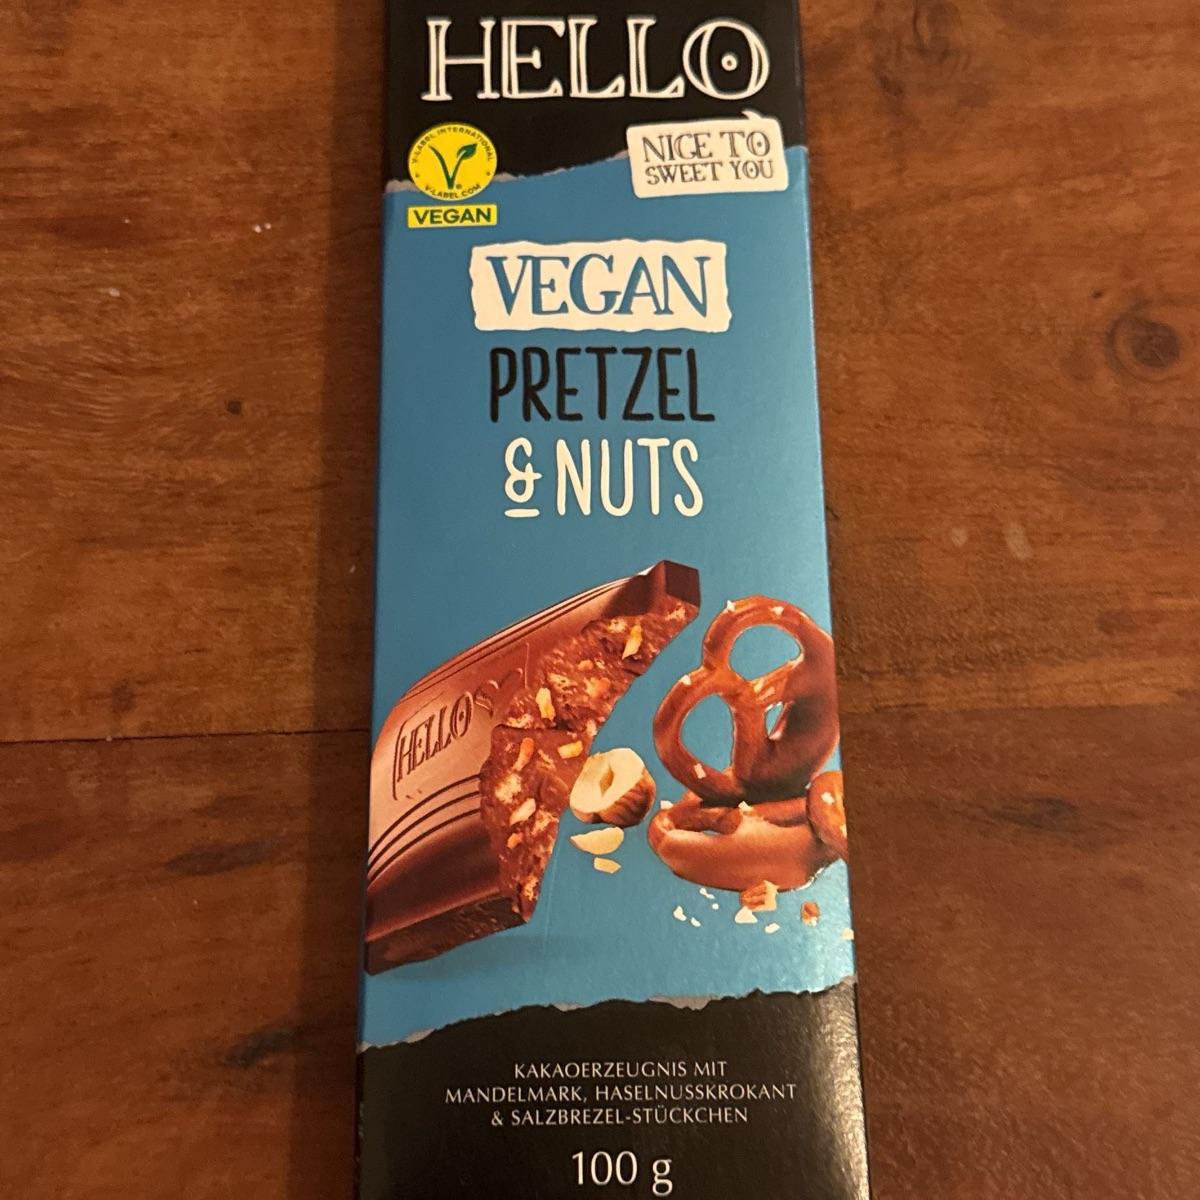 HELLO
V-LABEL INTERNATIONAL
V-LABEL.COM
VEGAN
NICE TO
SWEET YOU
VEGAN
PRETZEL
& NUTS
HELLO
KAKAOERZEUGNIS MIT
MANDELMARK, HASELNUSSKROKANT
& SALZBREZEL-STÜCKCHEN
100 g